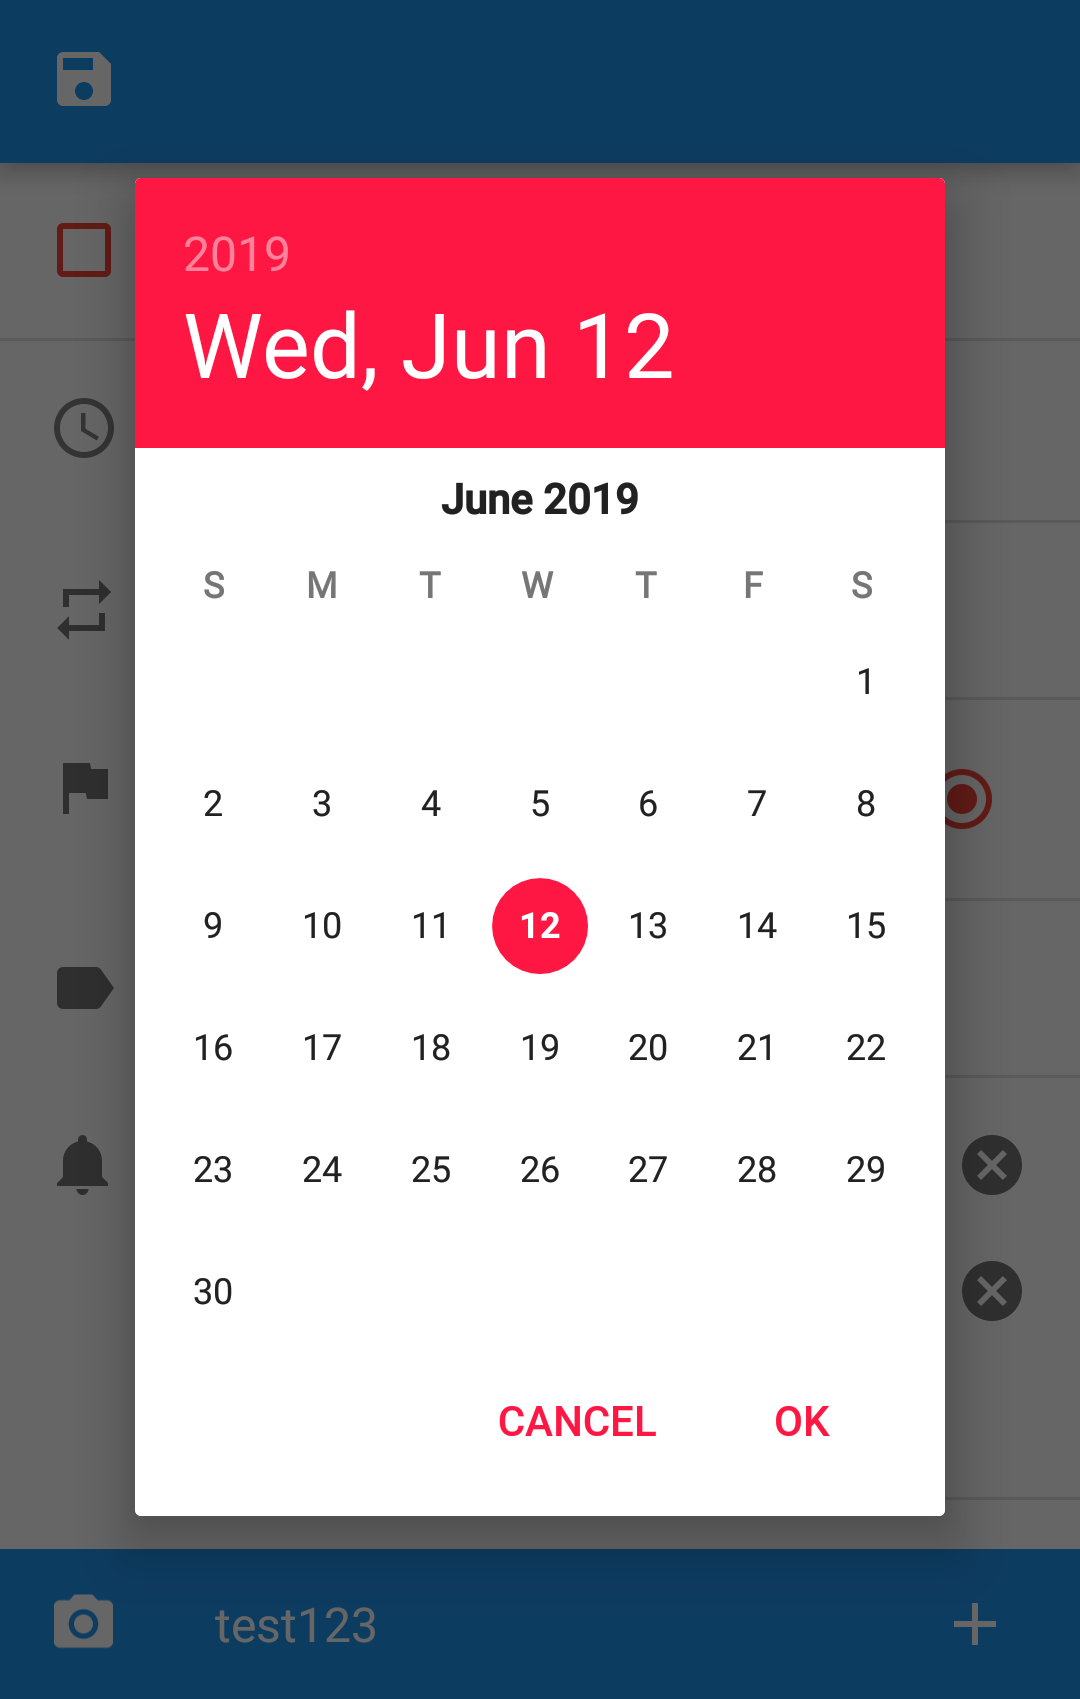 2019
Wed, Jun 12
June 2019
S M T W T F S
1
2 3 4 5 6 7 8
9 10 11 12 13 14 15
16 17 18 19 20 21 22
23 24 25 26 27 28 29
30
CANCEL OK
test123